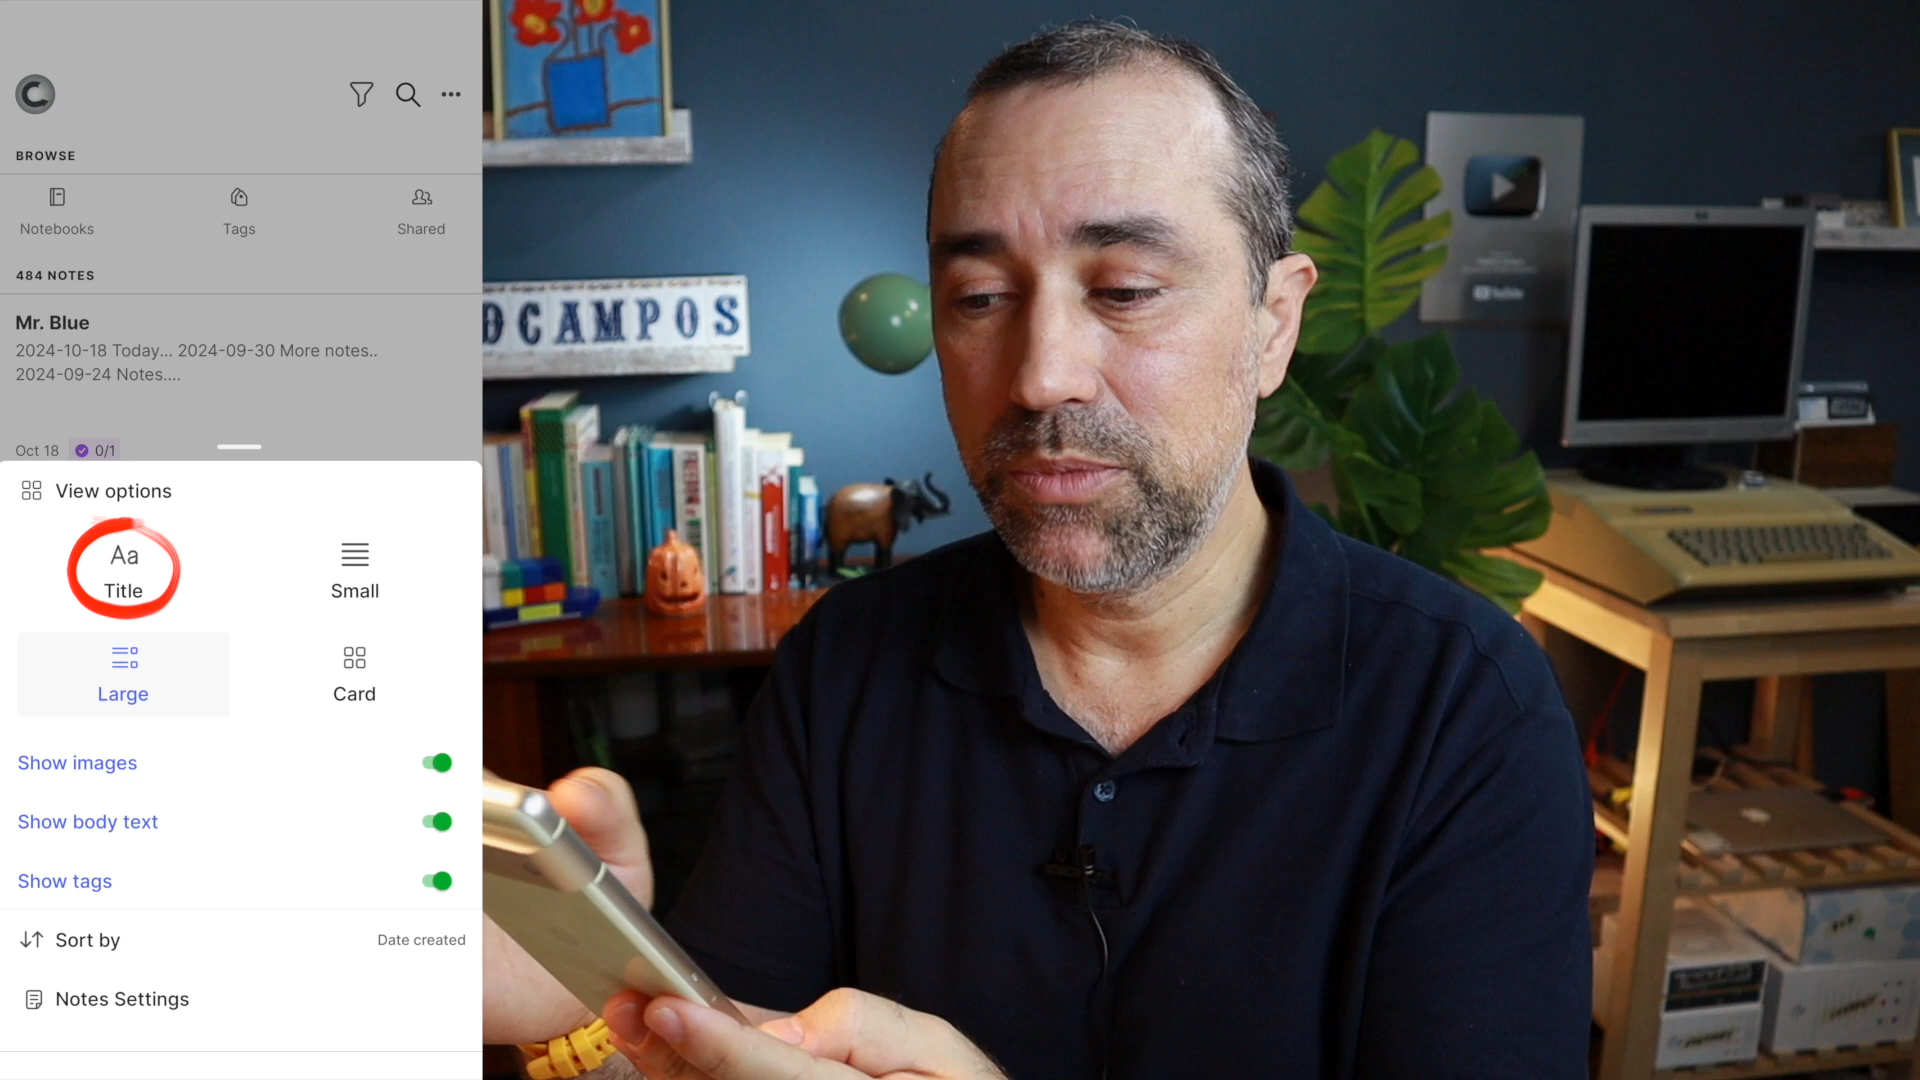 BROWSE
Notebooks
Tags
Shared
484 NOTES
Mr. Blue
2024-10-18 Today... 2024-09-30 More notes..
2024-09-24 Notes....
Oct 18
0/1
View options
Aa
Title
Small
Large
Card
Show images
Show body text
Show tags
Sort by
Date created
Notes Settings
OCAMPOS
YouTube